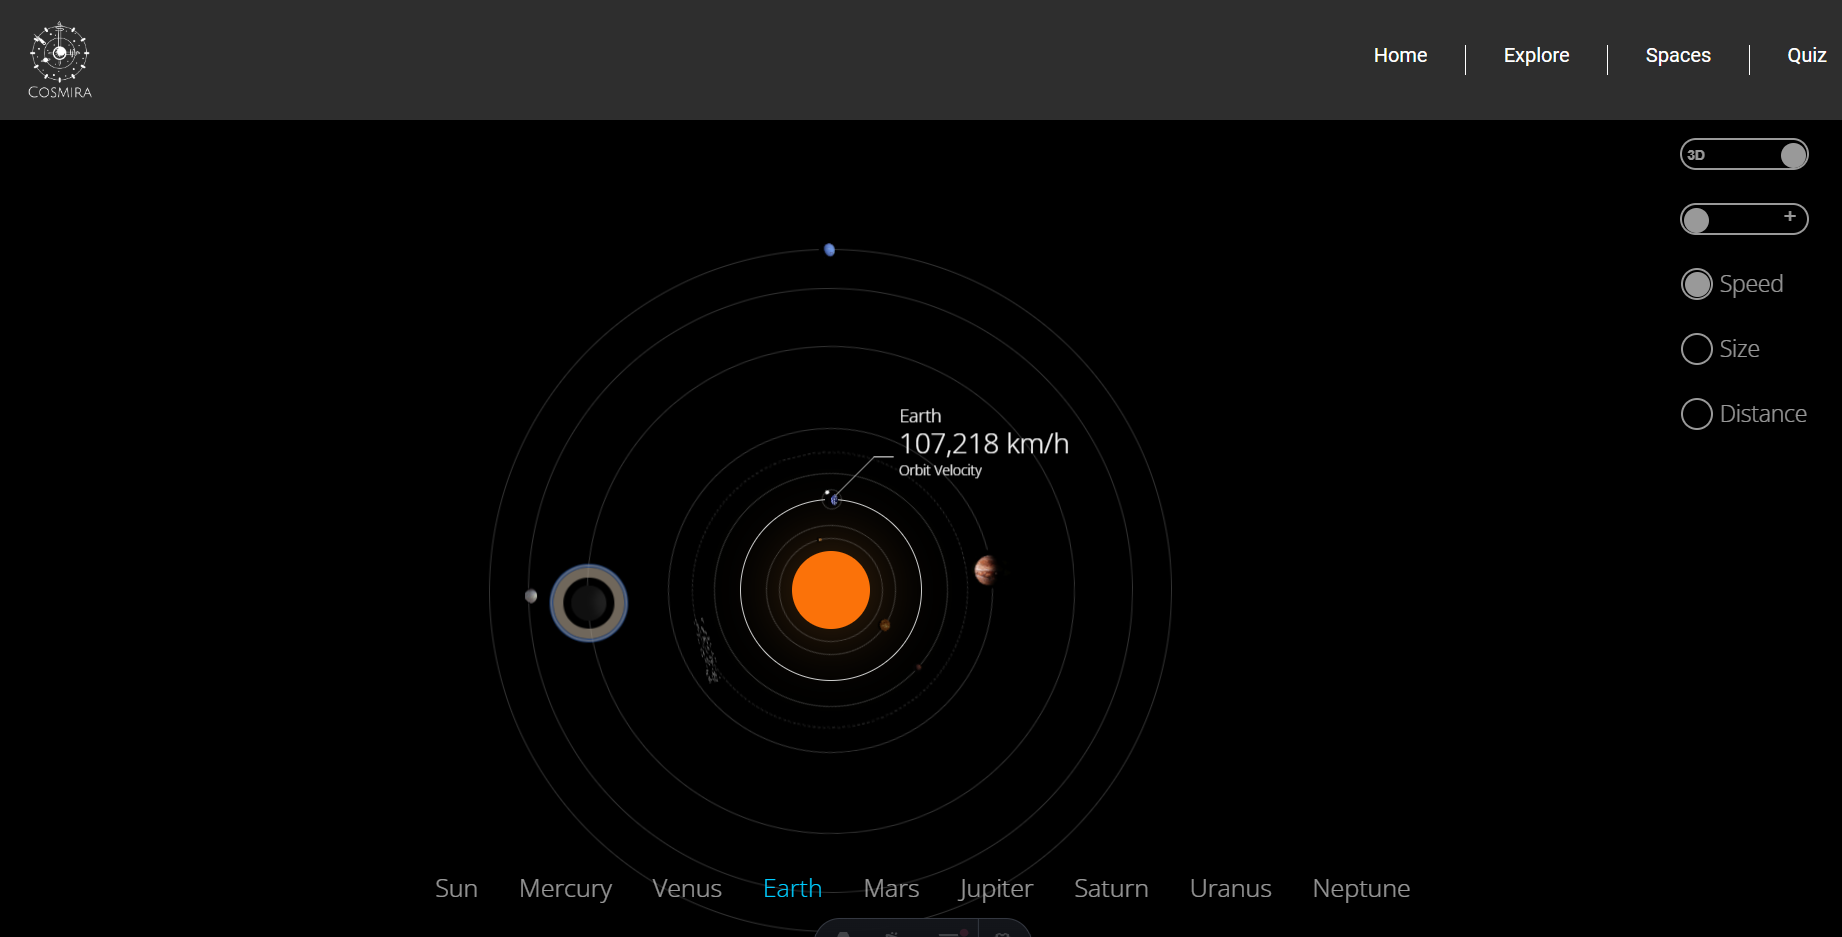 COSMIRA
Home
Explore
Spaces
Quiz
3D
+
Speed
Size
Distance
Earth
107,218 km/h
Orbit Velocity
Sun
Mercury
Venus
Earth
Mars
Jupiter
Saturn
Uranus
Neptune